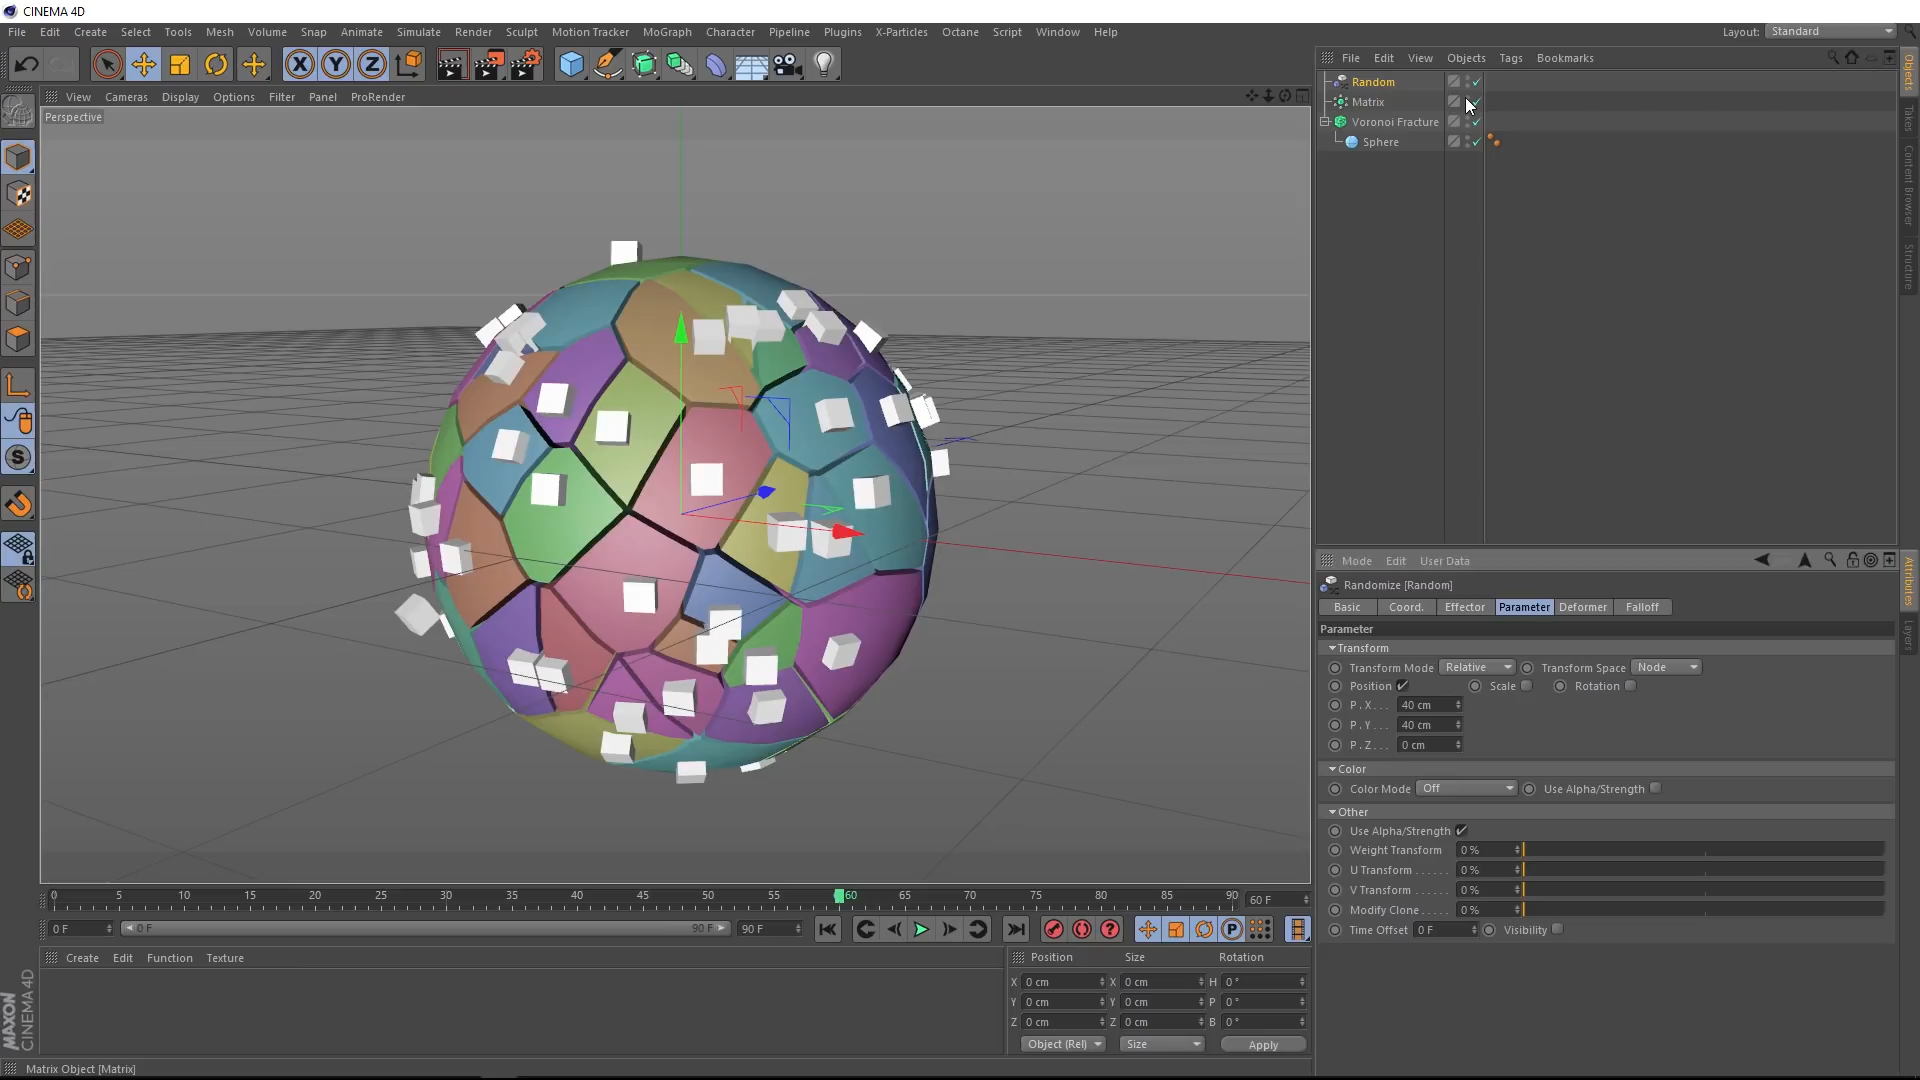 CINEMA 4D
File Edit Create Select Tools Mesh Volume Snap Animate Simulate Render Sculpt Motion Tracker MoGraph Character Pipeline Plugins X-Particles Octane Script Window Help
Layout: Standard
X Y Z
File Edit View Objects Tags Bookmarks
View Cameras Display Options Filter Panel ProRender
Perspective
Random
Matrix
Voronoi Fracture
Sphere
Objects
Takes
Content Browser
Structure
S
Mode Edit User Data
Randomize [Random]
Basic Coord. Effector Parameter Deformer Falloff
Parameter
Transform
Transform Mode Relative Transform Space Node
Position Scale Rotation
P . X . . . 40 cm
P . Y . . . 40 cm
P . Z . . . 0 cm
Color
Color Mode Off Use Alpha/Strength
Other
Use Alpha/Strength
Weight Transform 0 %
U Transform . . . . . . 0 %
V Transform . . . . . . 0 %
Modify Clone . . . . . 0 %
Time Offset 0 F Visibility
Attributes
Layers
0 5 10 15 20 25 30 35 40 45 50 55 60 65 70 75 80 85 90 60 F
0 F 0 F 90 F 90 F
P
Create Edit Function Texture
Position Size Rotation
X 0 cm X 0 cm H 0 °
Y 0 cm Y 0 cm P 0 °
Z 0 cm Z 0 cm B 0 °
Object (Rel) Size Apply
MAXON
CINEMA 4D
Matrix Object [Matrix]